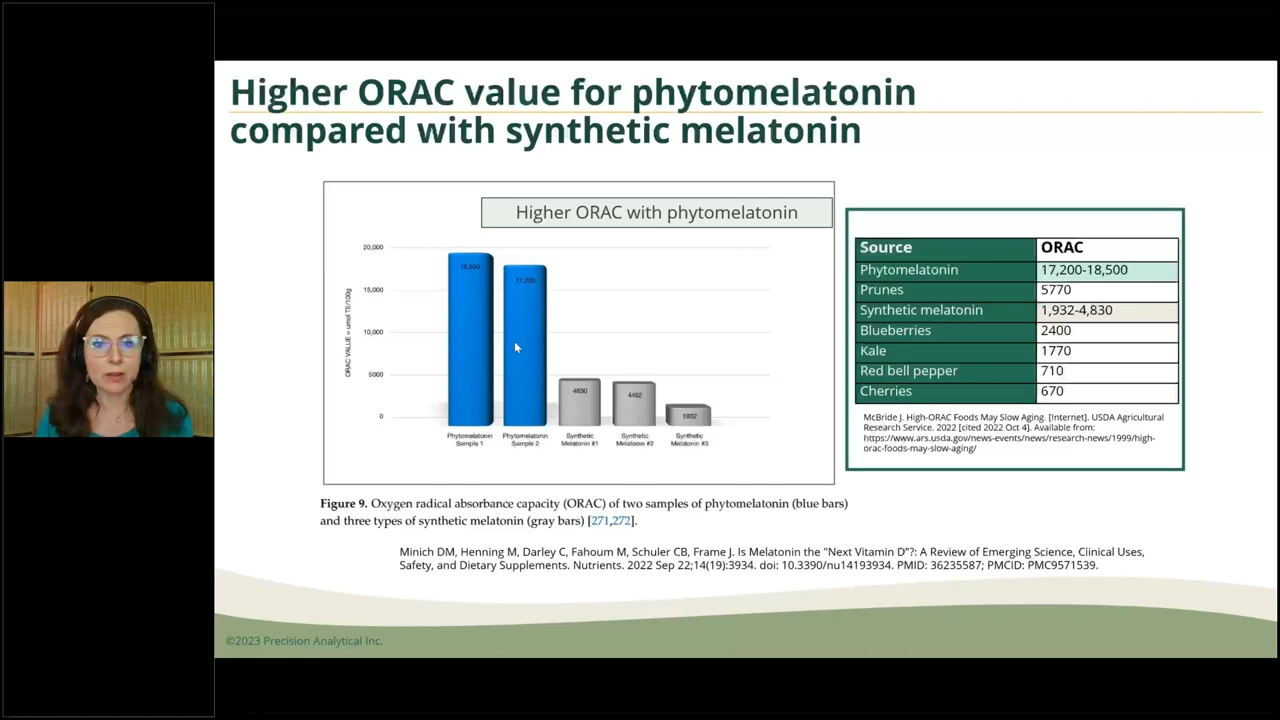 Higher ORAC value for phytomelatonin
compared with synthetic melatonin
Higher ORAC with phytomelatonin
ORAC VALUE = umol TE/100g
20,000
15,000
10,000
5000
0
18,500
17,200
4830
4492
1932
Phytomelatonin
Sample 1
Phytomelatonin
Sample 2
Synthetic
Melatonin #1
Synthetic
Melatonin #2
Synthetic
Melatonin #3
Source ORAC
Phytomelatonin 17,200-18,500
Prunes 5770
Synthetic melatonin 1,932-4,830
Blueberries 2400
Kale 1770
Red bell pepper 710
Cherries 670
McBride J. High-ORAC Foods May Slow Aging. [Internet]. USDA Agricultural
Research Service. 2022 [cited 2022 Oct 4]. Available from:
https://www.ars.usda.gov/news-events/news/research-news/1999/high-
orac-foods-may-slow-aging/
Figure 9. Oxygen radical absorbance capacity (ORAC) of two samples of phytomelatonin (blue bars)
and three types of synthetic melatonin (gray bars) [271,272].
Minich DM, Henning M, Darley C, Fahoum M, Schuler CB, Frame J. Is Melatonin the "Next Vitamin D"?: A Review of Emerging Science, Clinical Uses,
Safety, and Dietary Supplements. Nutrients. 2022 Sep 22;14(19):3934. doi: 10.3390/nu14193934. PMID: 36235587; PMCID: PMC9571539.
©2023 Precision Analytical Inc.